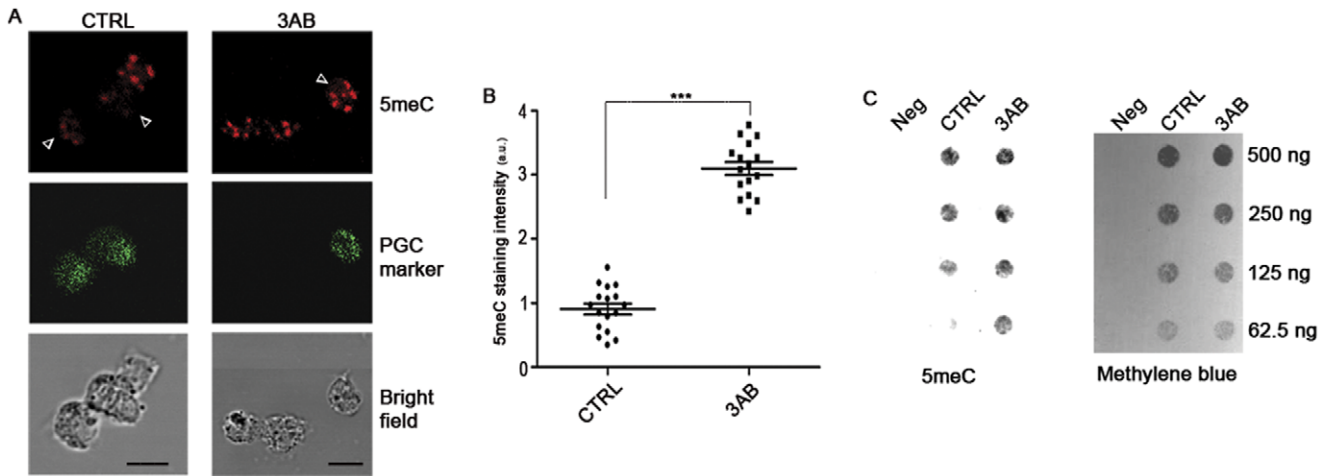 A
CTRL
3AB
5meC
PGC
marker
Bright
field
B
5meC staining intensity (a.u.)
4
3
2
1
0
***
CTRL
3AB
C
Neg
CTRL
3AB
5meC
Neg
CTRL
3AB
500 ng
250 ng
125 ng
62.5 ng
Methylene blue